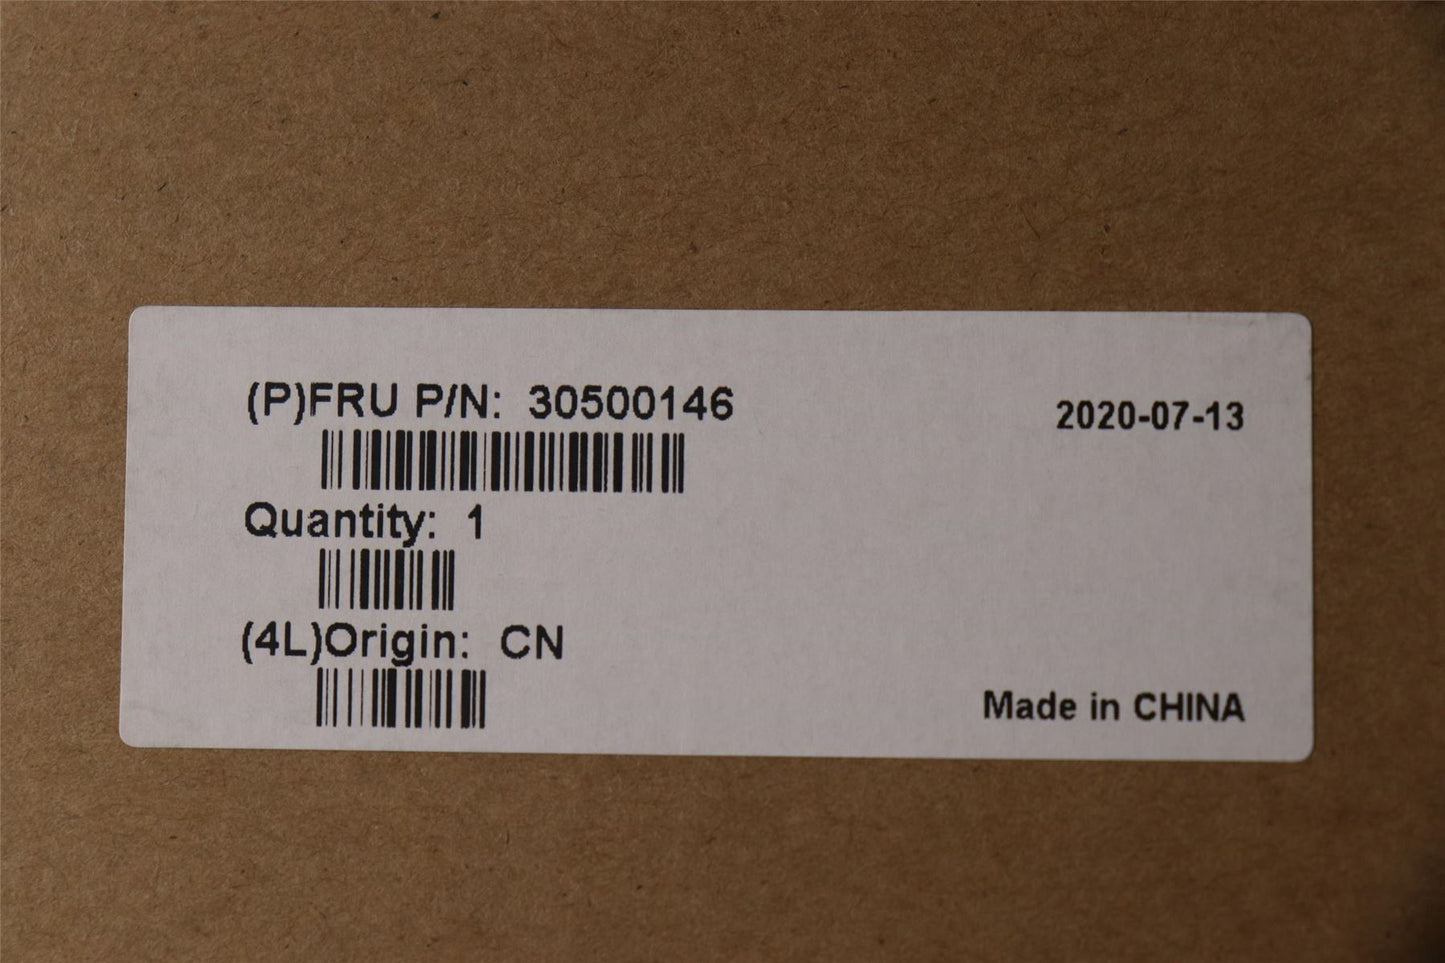 (P)FRU P/N: 30500146
2020-07-13
Quantity: 1
(4L)Origin: CN
Made in CHINA